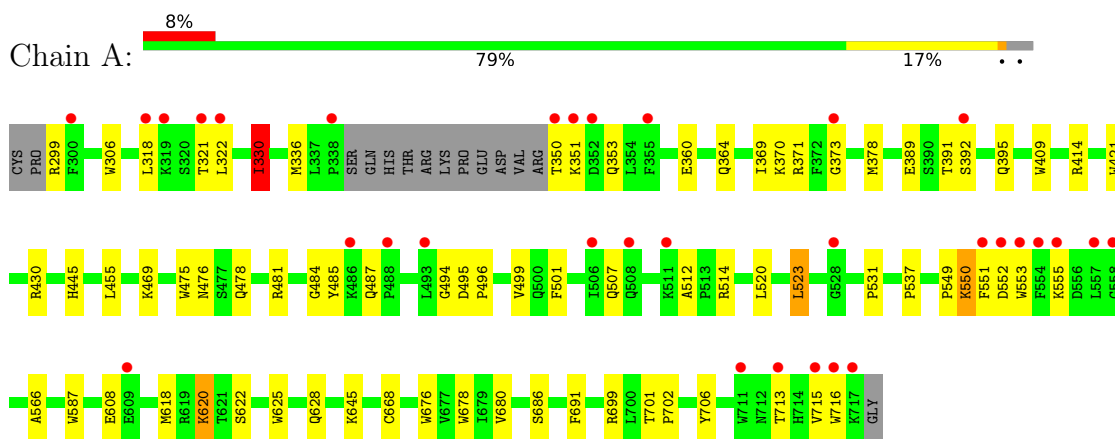 8%
Chain A:
79% 17% • •
CYS PRO R299 F300 W306 L318 K319 S320 T321 L322 I330 M336 L337 P338 SER GLN HIS THR ARG LYS PRO GLU ASP VAL ARG T350 K351 D352 Q353 L354 F355 E360 Q364 I369 K370 R371 F372 G373 M378 E389 S390 T391 S392 Q395 W409 R414 W421
R430 H445 L455 K469 W475 N476 S477 Q478 R481 G484 Y485 K486 Q487 P488 L493 G494 D495 P496 V499 Q500 F501 I506 Q507 Q508 K511 A512 P513 R514 L520 L523 G528 P531 P537 P549 K550 F551 D552 W553 F554 K555 D556 L557 G558
A566 W587 E608 E609 M618 R619 K620 T621 S622 W625 Q628 K645 C668 W676 V677 W678 I679 V680 S686 F691 R699 L700 T701 P702 Y706 W711 N712 T713 H714 V715 W716 K717 GLY